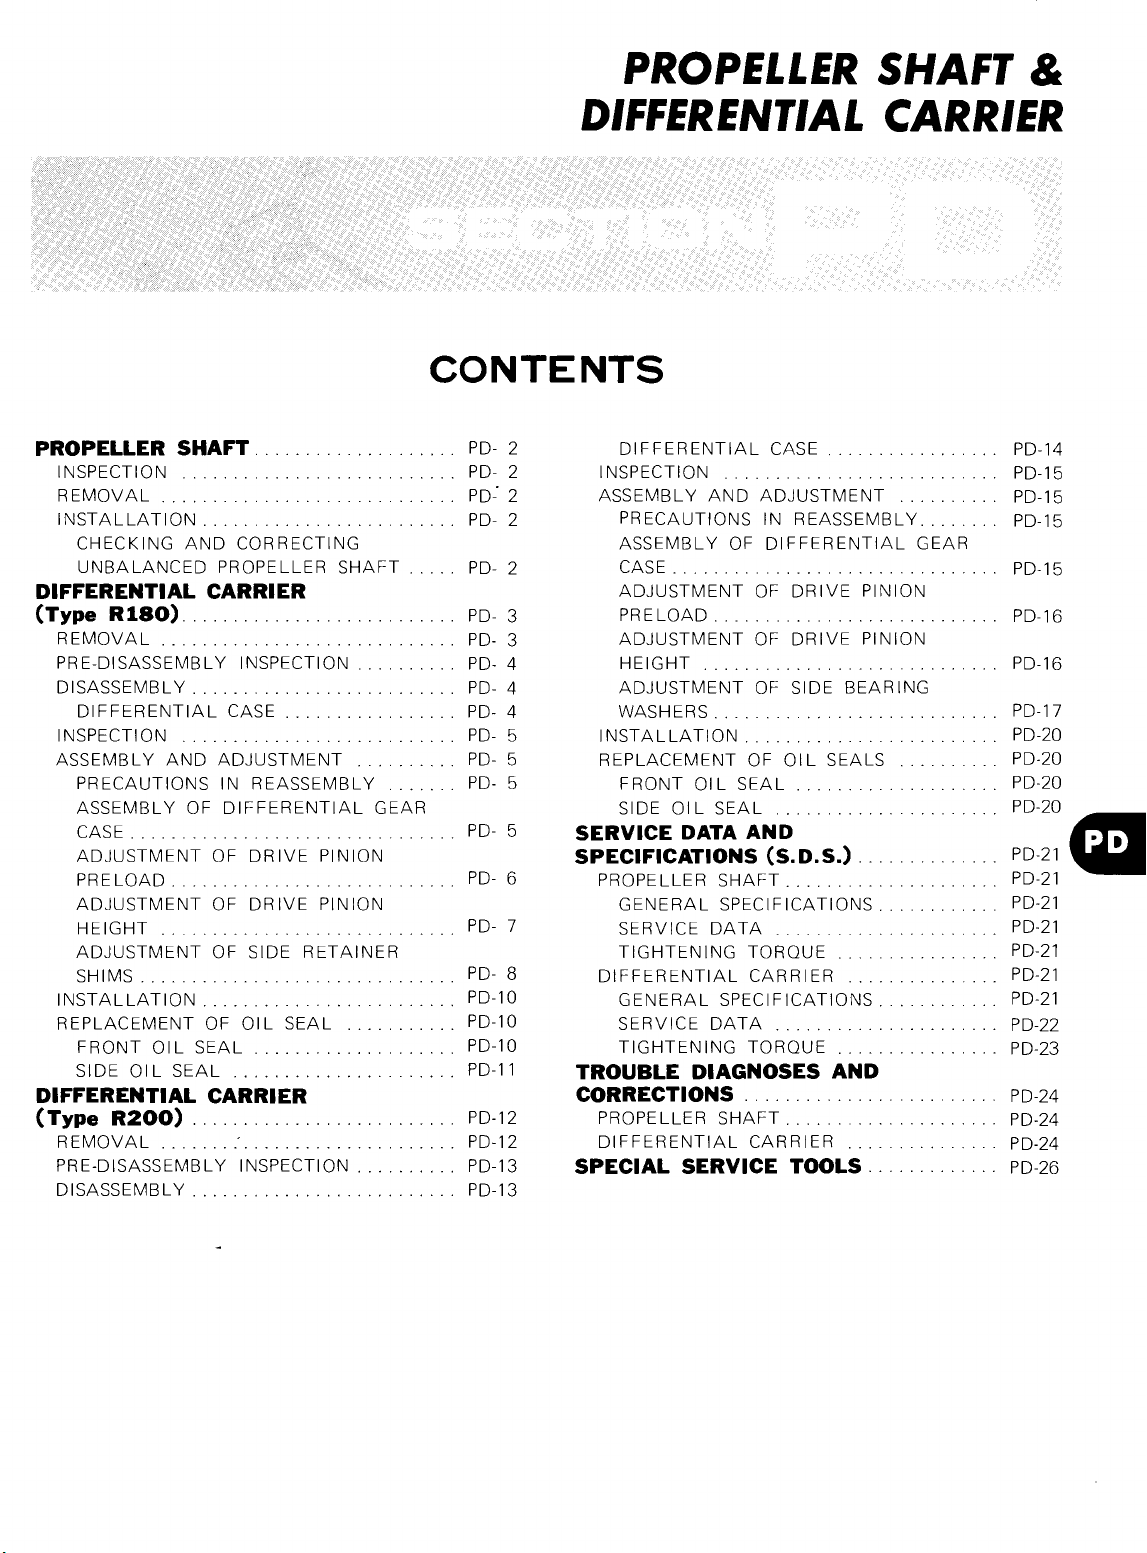 PROPELLER SHAFT &
DIFFERENTIAL CARRIER
SECTION PD
CONTENTS
PROPELLER SHAFT .................... PD- 2
INSPECTION ........................... PD- 2
REMOVAL ............................. PD- 2
INSTALLATION ......................... PD- 2
CHECKING AND CORRECTING
UNBALANCED PROPELLER SHAFT ..... PD- 2
DIFFERENTIAL CARRIER
(Type R180) ........................... PD- 3
REMOVAL ............................. PD- 3
PRE-DISASSEMBLY INSPECTION .......... PD- 4
DISASSEMBLY .......................... PD- 4
DIFFERENTIAL CASE ................. PD- 4
INSPECTION ........................... PD- 5
ASSEMBLY AND ADJUSTMENT .......... PD- 5
PRECAUTIONS IN REASSEMBLY ....... PD- 5
ASSEMBLY OF DIFFERENTIAL GEAR
CASE ................................ PD- 5
ADJUSTMENT OF DRIVE PINION
PRELOAD ............................ PD- 6
ADJUSTMENT OF DRIVE PINION
HEIGHT ............................. PD- 7
ADJUSTMENT OF SIDE RETAINER
SHIMS ............................... PD- 8
INSTALLATION ......................... PD-10
REPLACEMENT OF OIL SEAL ........... PD-10
FRONT OIL SEAL .................... PD-10
SIDE OIL SEAL ...................... PD-11
DIFFERENTIAL CARRIER
(Type R200) .......................... PD-12
REMOVAL ............................. PD-12
PRE-DISASSEMBLY INSPECTION .......... PD-13
DISASSEMBLY .......................... PD-13
DIFFERENTIAL CASE ................. PD-14
INSPECTION ........................... PD-15
ASSEMBLY AND ADJUSTMENT .......... PD-15
PRECAUTIONS IN REASSEMBLY ........ PD-15
ASSEMBLY OF DIFFERENTIAL GEAR
CASE ................................ PD-15
ADJUSTMENT OF DRIVE PINION
PRELOAD ............................ PD-16
ADJUSTMENT OF DRIVE PINION
HEIGHT ............................. PD-16
ADJUSTMENT OF SIDE BEARING
WASHERS ............................ PD-17
INSTALLATION ......................... PD-20
REPLACEMENT OF OIL SEALS .......... PD-20
FRONT OIL SEAL .................... PD-20
SIDE OIL SEAL ...................... PD-20
SERVICE DATA AND
SPECIFICATIONS (S.D.S.) .............. PD-21
PROPELLER SHAFT ..................... PD-21
GENERAL SPECIFICATIONS ............ PD-21
SERVICE DATA ...................... PD-21
TIGHTENING TORQUE ................ PD-21
DIFFERENTIAL CARRIER ............... PD-21
GENERAL SPECIFICATIONS ............ PD-21
SERVICE DATA ...................... PD-22
TIGHTENING TORQUE ................ PD-23
TROUBLE DIAGNOSES AND
CORRECTIONS ......................... PD-24
PROPELLER SHAFT ..................... PD-24
DIFFERENTIAL CARRIER ............... PD-24
SPECIAL SERVICE TOOLS ............. PD-26
PD